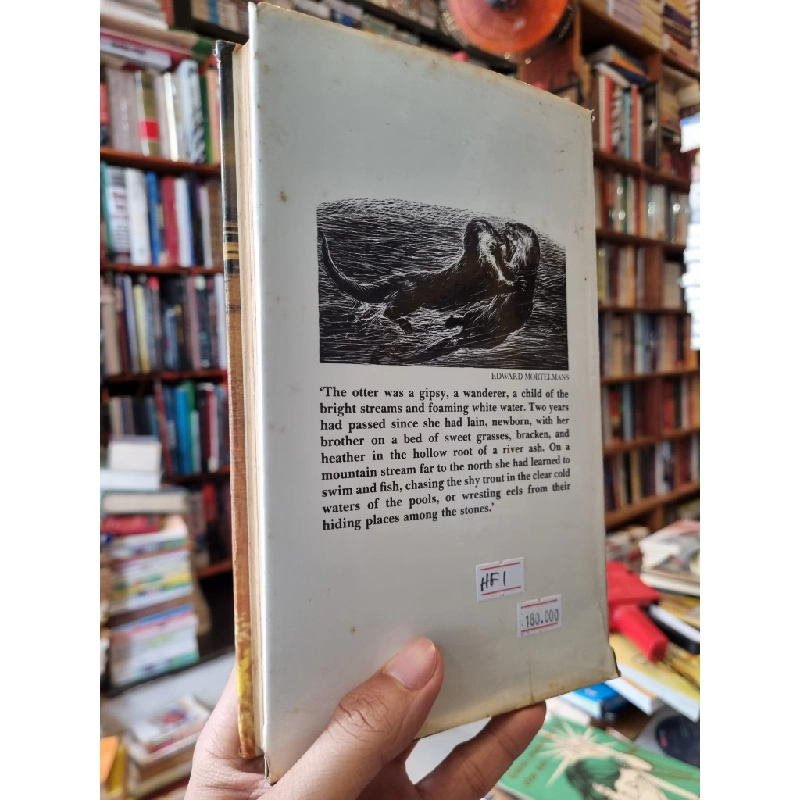 EDWARD MORTELMANS
'The otter was a gipsy, a wanderer, a child of the
bright streams and foaming white water. Two years
had passed since she had lain, newborn, with her
brother on a bed of sweet grasses, bracken, and
heather in the hollow root of a river ash. On a
mountain stream far to the north she had learned to
swim and fish, chasing the shy trout in the clear cold
waters of the pools, or wresting eels from their
hiding places among the stones.'
HF1
180.000